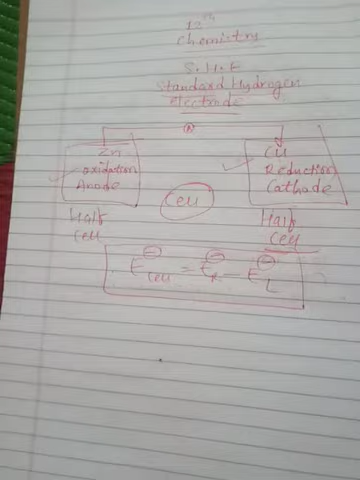 12th
Chemistry
S.H.E
Standard Hydrogen
electrode
Zn
oxidation
Anode
Cu
Reduction
Cathode
Cell
Half
Cell
Half
Cell
E⊖cell = E⊖R − E⊖L